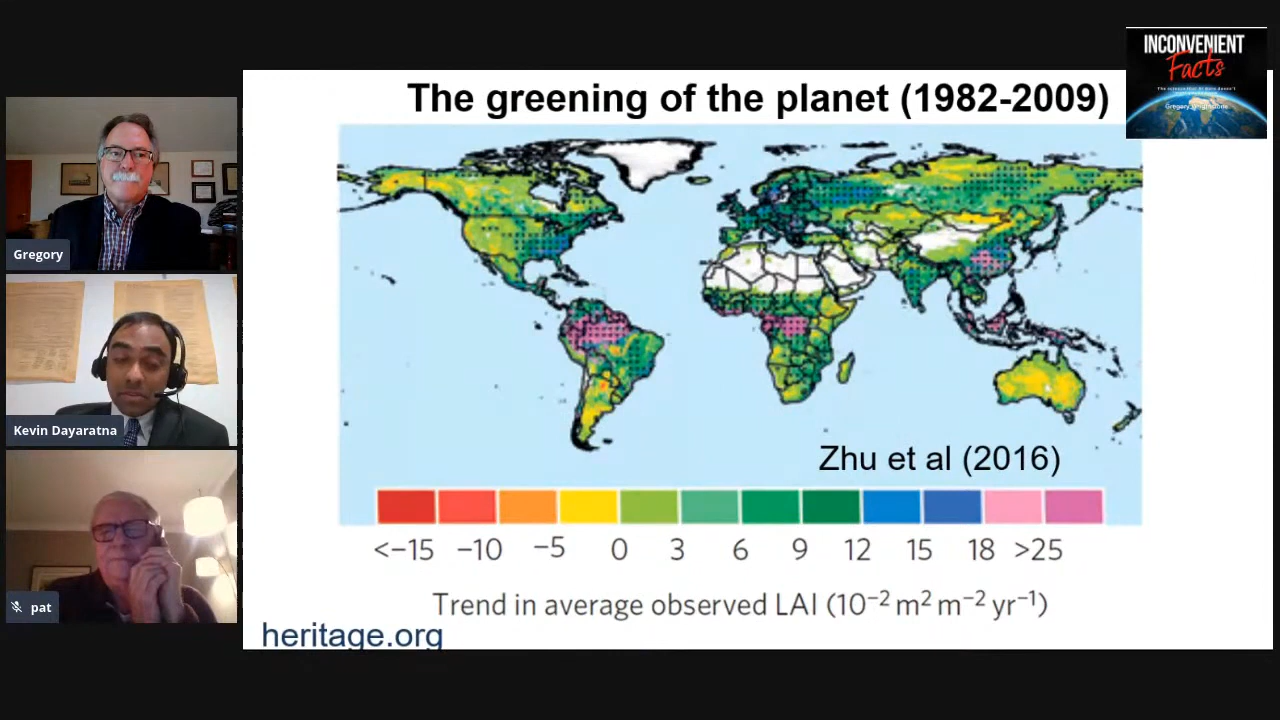 INCONVENIENT
Facts
Gregory Wrightstone
The greening of the planet (1982-2009)
Gregory
Kevin Dayaratna
pat
Zhu et al (2016)
<−15 −10 −5 0 3 6 9 12 15 18 >25
Trend in average observed LAI (10−2 m2 m−2 yr−1)
heritage.org